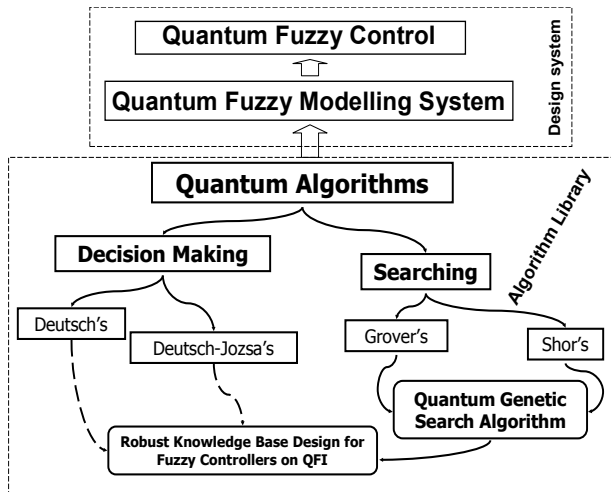 Quantum Fuzzy Control
Quantum Fuzzy Modelling System
Design system
Quantum Algorithms
Algorithm Library
Decision Making
Searching
Deutsch's
Deutsch-Jozsa's
Grover's
Shor's
Quantum Genetic
Search Algorithm
Robust Knowledge Base Design for
Fuzzy Controllers on QFI